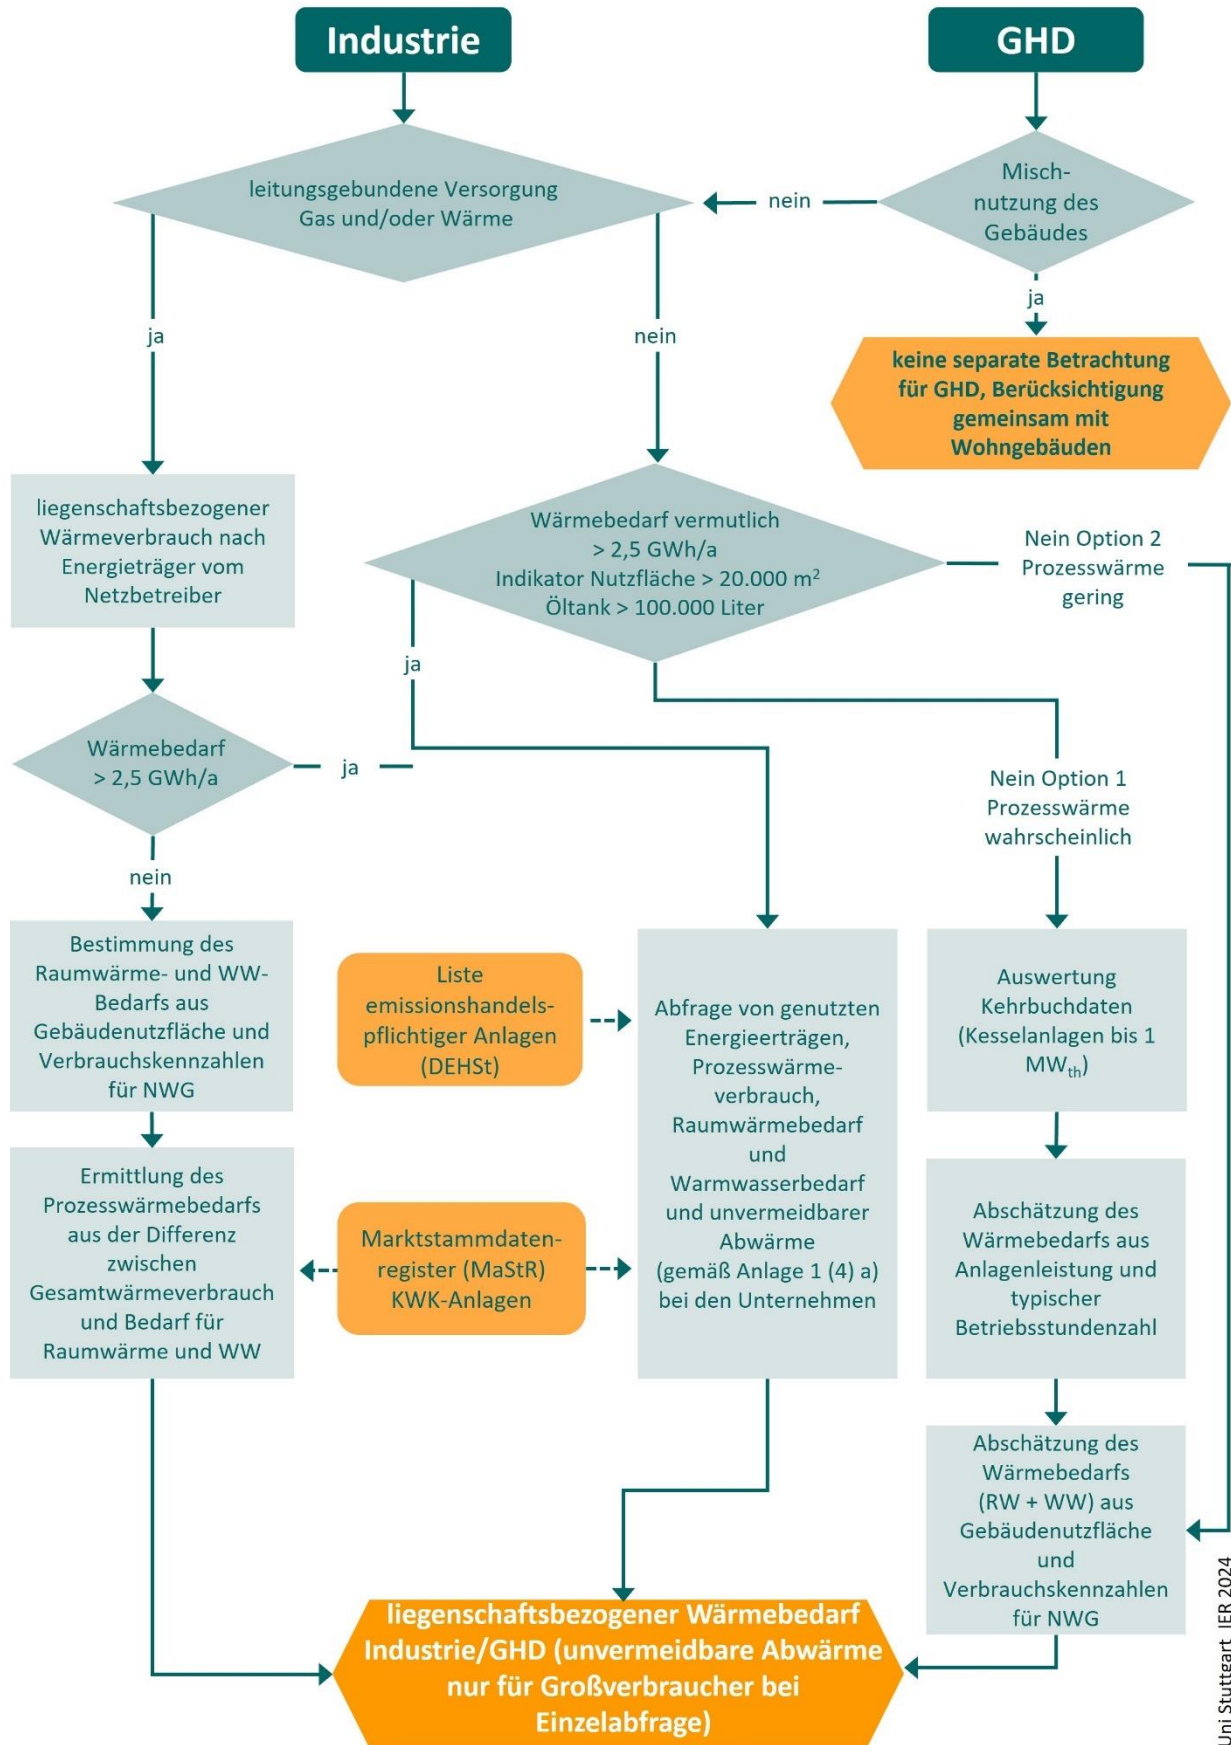 Industrie
GHD
leitungsgebundene Versorgung
Gas und/oder Wärme
nein
Misch-
nutzung des
Gebäudes
ja
nein
ja
keine separate Betrachtung
für GHD, Berücksichtigung
gemeinsam mit
Wohngebäuden
liegenschaftsbezogener
Wärmeverbrauch nach
Energieträger vom
Netzbetreiber
Wärmebedarf vermutlich
> 2,5 GWh/a
Indikator Nutzfläche > 20.000 m²
Öltank > 100.000 Liter
Nein Option 2
Prozesswärme
gering
ja
Wärmebedarf
> 2,5 GWh/a
ja
Nein Option 1
Prozesswärme
wahrscheinlich
nein
Bestimmung des
Raumwärme- und WW-
Bedarfs aus
Gebäudenutzfläche und
Verbrauchskennzahlen
für NWG
Liste
emissionshandels-
pflichtiger Anlagen
(DEHSt)
Abfrage von genutzten
Energieerträgen,
Prozesswärme-
verbrauch,
Raumwärmebedarf
und
Warmwasserbedarf
und unvermeidbarer
Abwärme
(gemäß Anlage 1 (4) a)
bei den Unternehmen
Auswertung
Kehrbuchdaten
(Kesselanlagen bis 1
MWth)
Ermittlung des
Prozesswärmebedarfs
aus der Differenz
zwischen
Gesamtwärmeverbrauch
und Bedarf für
Raumwärme und WW
Marktstammdaten-
register (MaStR)
KWK-Anlagen
Abschätzung des
Wärmebedarfs aus
Anlagenleistung und
typischer
Betriebsstundenzahl
Abschätzung des
Wärmebedarfs
(RW + WW) aus
Gebäudenutzfläche
und
Verbrauchskennzahlen
für NWG
liegenschaftsbezogener Wärmebedarf
Industrie/GHD (unvermeidbare Abwärme
nur für Großverbraucher bei
Einzelabfrage)
Uni Stuttgart IER 2024